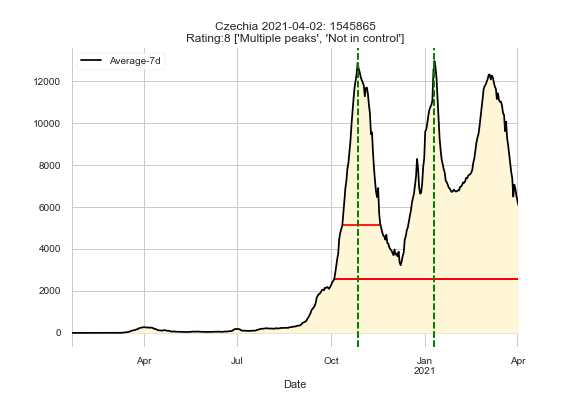 Czechia 2021-04-02: 1545865
Rating:8 ['Multiple peaks', 'Not in control']
Average-7d
12000
10000
8000
6000
4000
2000
0
Apr
Jul
Oct
Jan
2021
Apr
Date